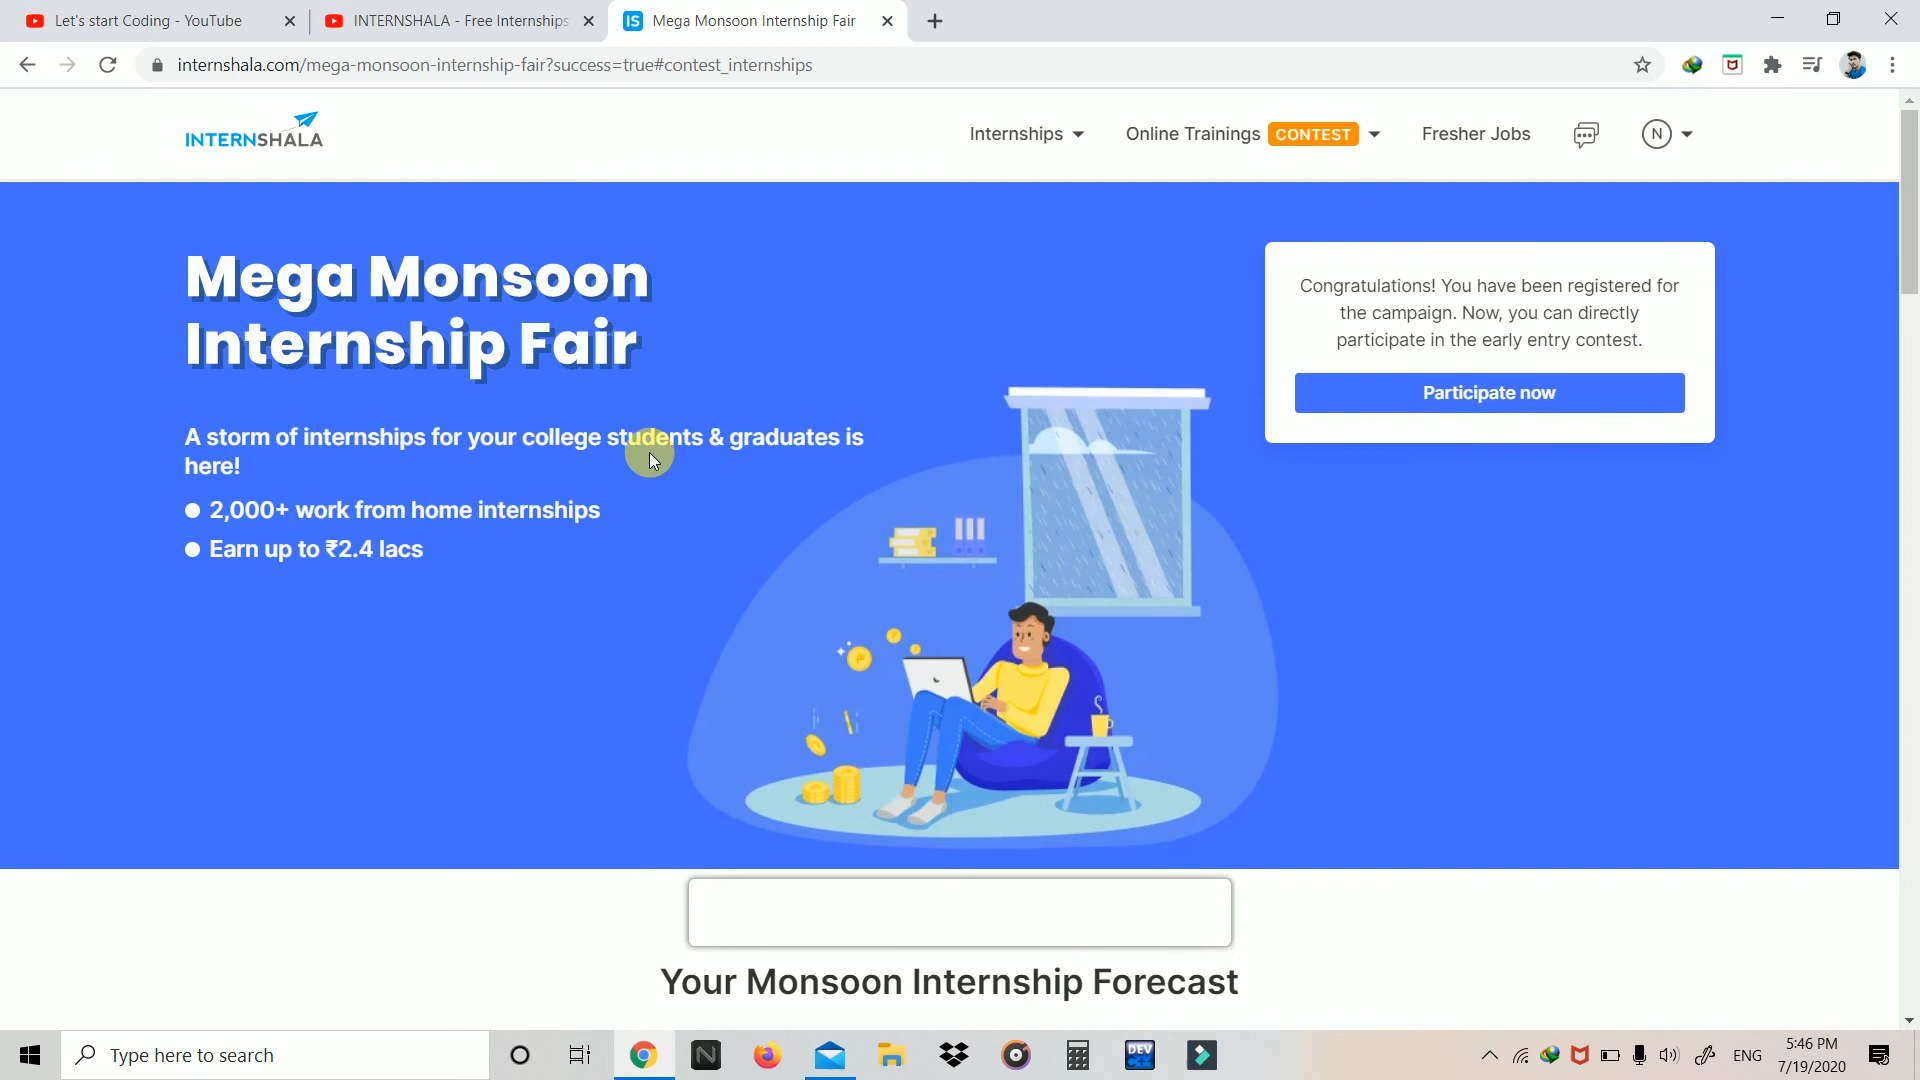 Let's start Coding - YouTube
INTERNSHALA - Free Internships
IS Mega Monsoon Internship Fair
internshala.com/mega-monsoon-internship-fair?success=true#contest_internships
INTERNSHALA
Internships
Online Trainings CONTEST
Fresher Jobs
N
Mega Monsoon
Internship Fair
A storm of internships for your college students & graduates is
here!
2,000+ work from home internships
Earn up to ₹2.4 lacs
Congratulations! You have been registered for
the campaign. Now, you can directly
participate in the early entry contest.
Participate now
Your Monsoon Internship Forecast
Type here to search
N
DEV
ENG
5:46 PM
7/19/2020